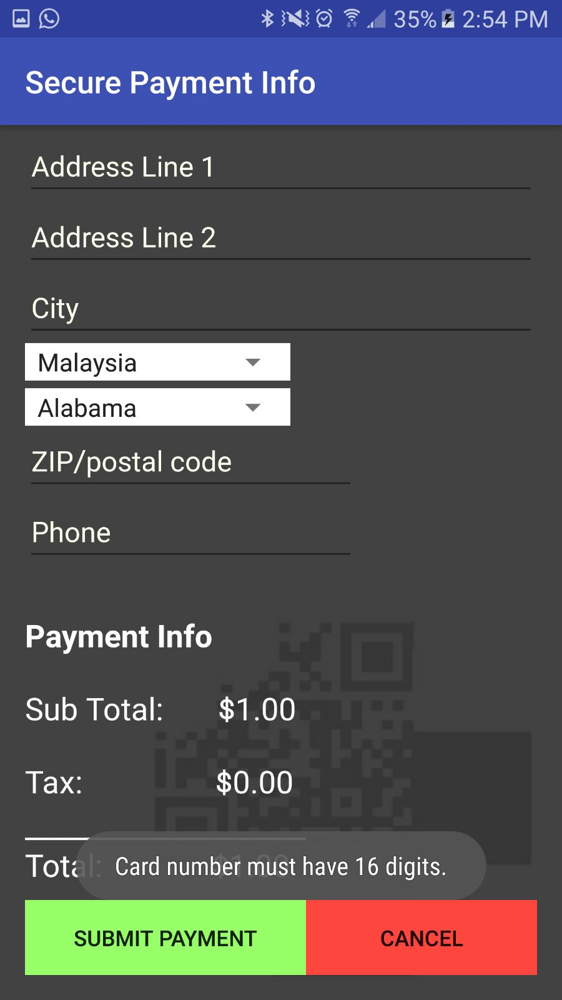 35% 2:54 PM
Secure Payment Info
Address Line 1
Address Line 2
City
Malaysia
Alabama
ZIP/postal code
Phone
Payment Info
Sub Total: $1.00
Tax: $0.00
Total: $1.00
Card number must have 16 digits.
SUBMIT PAYMENT CANCEL